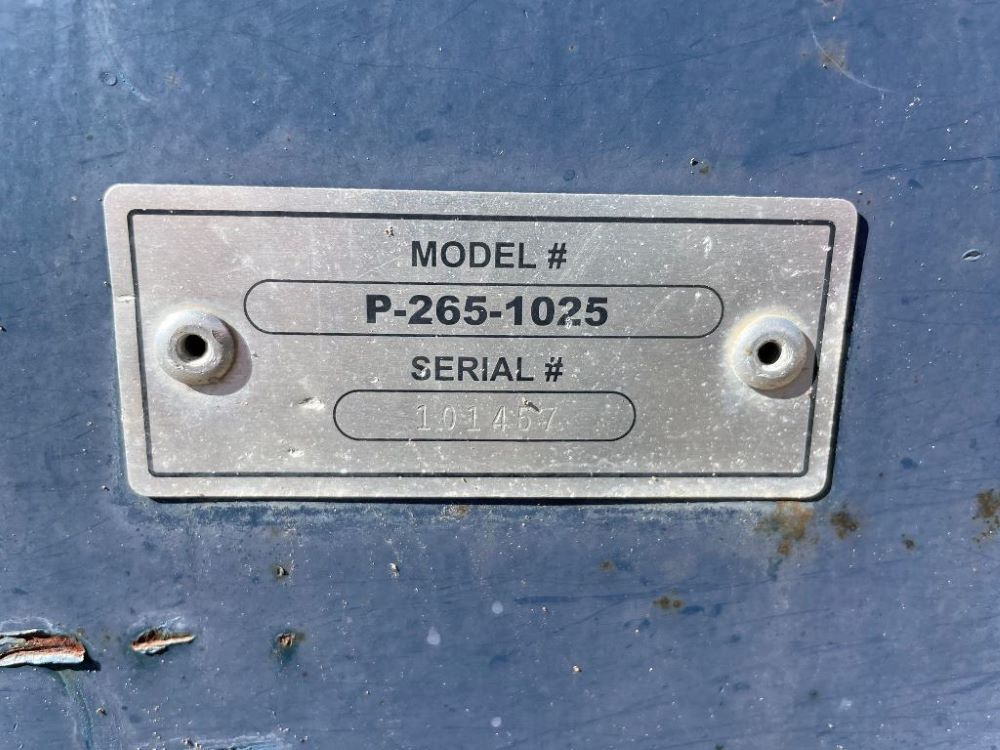 MODEL #
P-265-1025
SERIAL #
101457